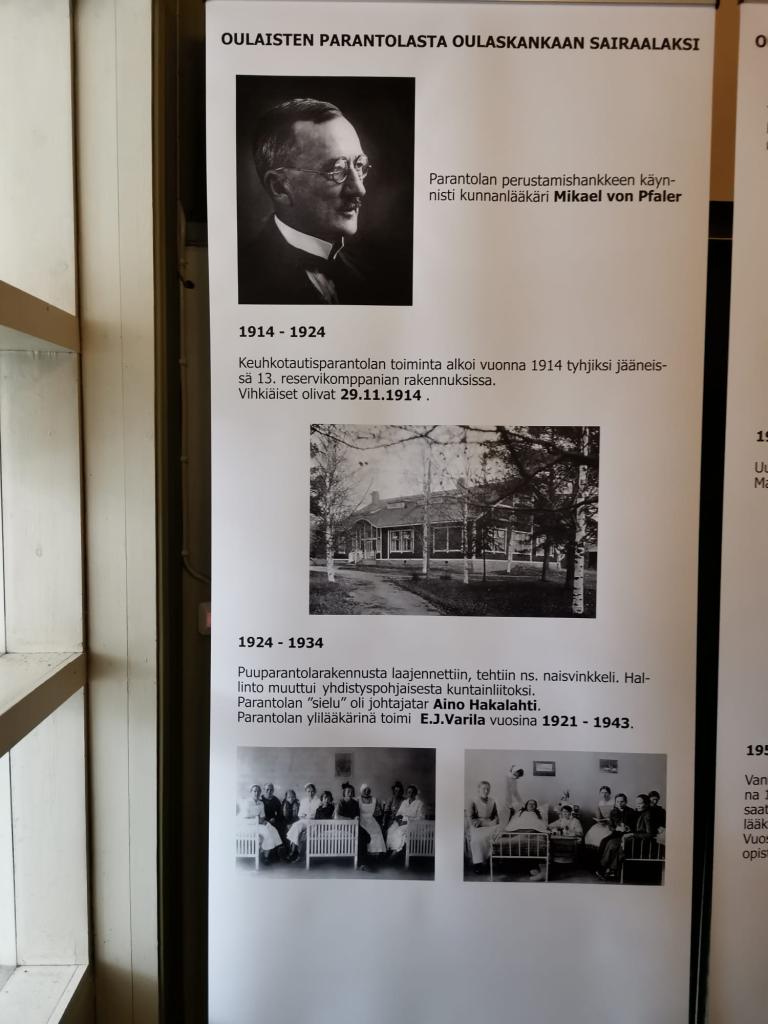 OULAISTEN PARANTOLASTA OULASKANKAAN SAIRAALAKSI
Parantolan perustamishankkeen käyn-
nisti kunnanlääkäri Mikael von Pfaler
1914 - 1924
Keuhkotautisparantolan toiminta alkoi vuonna 1914 tyhjiksi jääneis-
sä 13. reservikomppanian rakennuksissa.
Vihkiäiset olivat 29.11.1914 .
1924 - 1934
Puuparantolarakennusta laajennettiin, tehtiin ns. naisvinkkeli. Hal-
linto muuttui yhdistyspohjaisesta kuntainliitoksi.
Parantolan ”sielu” oli johtajatar Aino Hakalahti.
Parantolan ylilääkärinä toimi E.J.Varila vuosina 1921 - 1943.